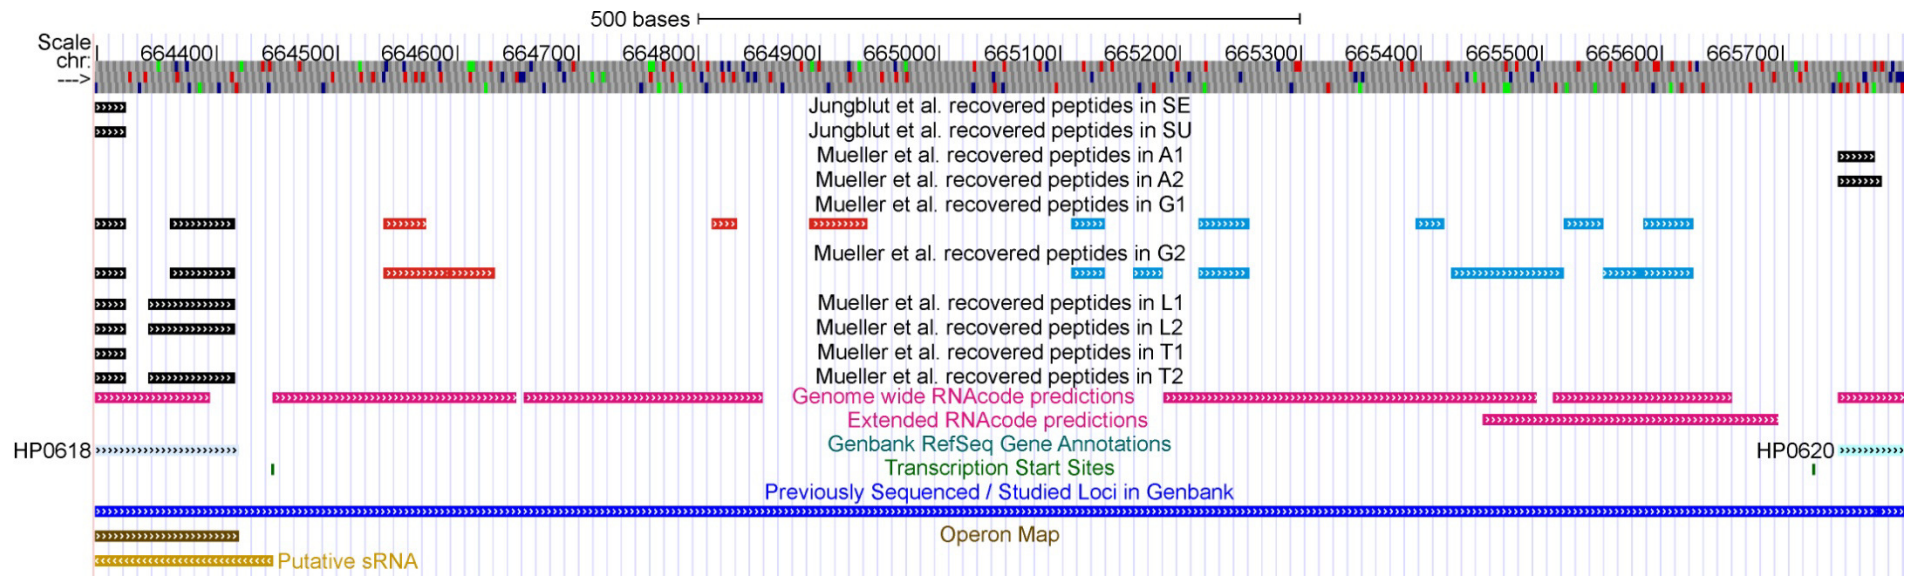 500 bases
Scale
chr: 664400 664500 664600 664700 664800 664900 665000 665100 665200 665300 665400 665500 665600 665700
--->
Jungblut et al. recovered peptides in SE
Jungblut et al. recovered peptides in SU
Mueller et al. recovered peptides in A1
Mueller et al. recovered peptides in A2
Mueller et al. recovered peptides in G1
Mueller et al. recovered peptides in G2
Mueller et al. recovered peptides in L1
Mueller et al. recovered peptides in L2
Mueller et al. recovered peptides in T1
Mueller et al. recovered peptides in T2
Genome wide RNAcode predictions
Extended RNAcode predictions
Genbank RefSeq Gene Annotations
HP0618 HP0620
Transcription Start Sites
Previously Sequenced / Studied Loci in Genbank
Operon Map
Putative sRNA